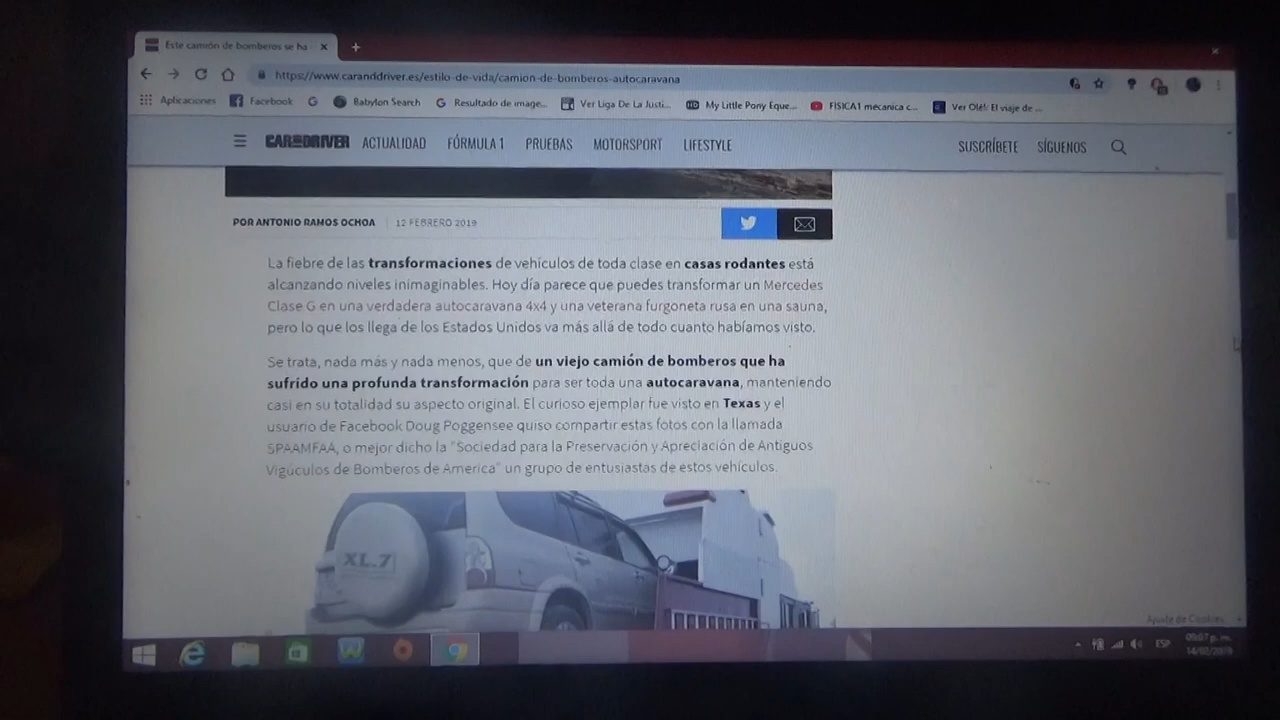 Este camión de bomberos se ha
https://www.caranddriver.es/estilo-de-vida/camion-de-bomberos-autocaravana
Aplicaciones Facebook Babylon Search Resultado de image... Ver Liga De La Justi... My Little Pony Eque... FISICA1 mecanica c... Ver Olé!: El viaje de ...
CAR AND DRIVER ACTUALIDAD FÓRMULA 1 PRUEBAS MOTORSPORT LIFESTYLE SUSCRÍBETE SÍGUENOS
POR ANTONIO RAMOS OCHOA 12 FEBRERO 2019
La fiebre de las transformaciones de vehículos de toda clase en casas rodantes está
alcanzando niveles inimaginables. Hoy día parece que puedes transformar un Mercedes
Clase G en una verdadera autocaravana 4x4 y una veterana furgoneta rusa en una sauna,
pero lo que los llega de los Estados Unidos va más allá de todo cuanto habíamos visto.
Se trata, nada más y nada menos, que de un viejo camión de bomberos que ha
sufrido una profunda transformación para ser toda una autocaravana, manteniendo
casi en su totalidad su aspecto original. El curioso ejemplar fue visto en Texas y el
usuario de Facebook Doug Poggensee quiso compartir estas fotos con la llamada
SPAAMFAA, o mejor dicho la "Sociedad para la Preservación y Apreciación de Antiguos
Vigúculos de Bomberos de America" un grupo de entusiastas de estos vehículos.
XL.7
Ajuste de Cookies
ESP 09:07 p. m.
14/02/2019